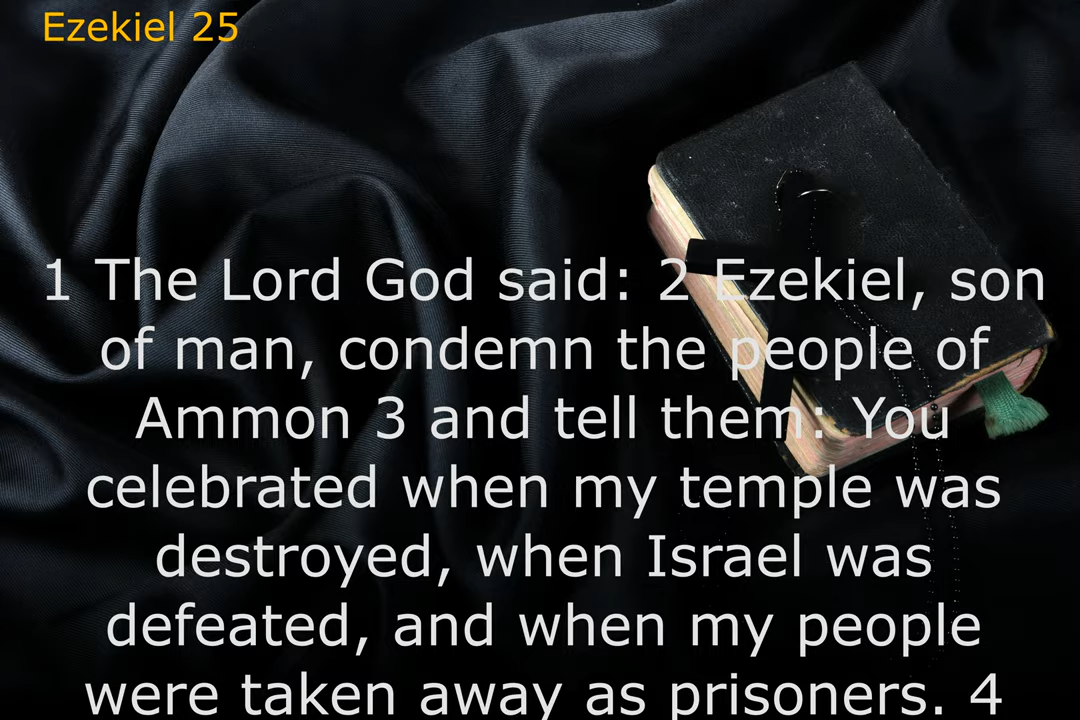 Ezekiel 25
1 The Lord God said: 2 Ezekiel, son
of man, condemn the people of
Ammon 3 and tell them: You
celebrated when my temple was
destroyed, when Israel was
defeated, and when my people
were taken away as prisoners. 4